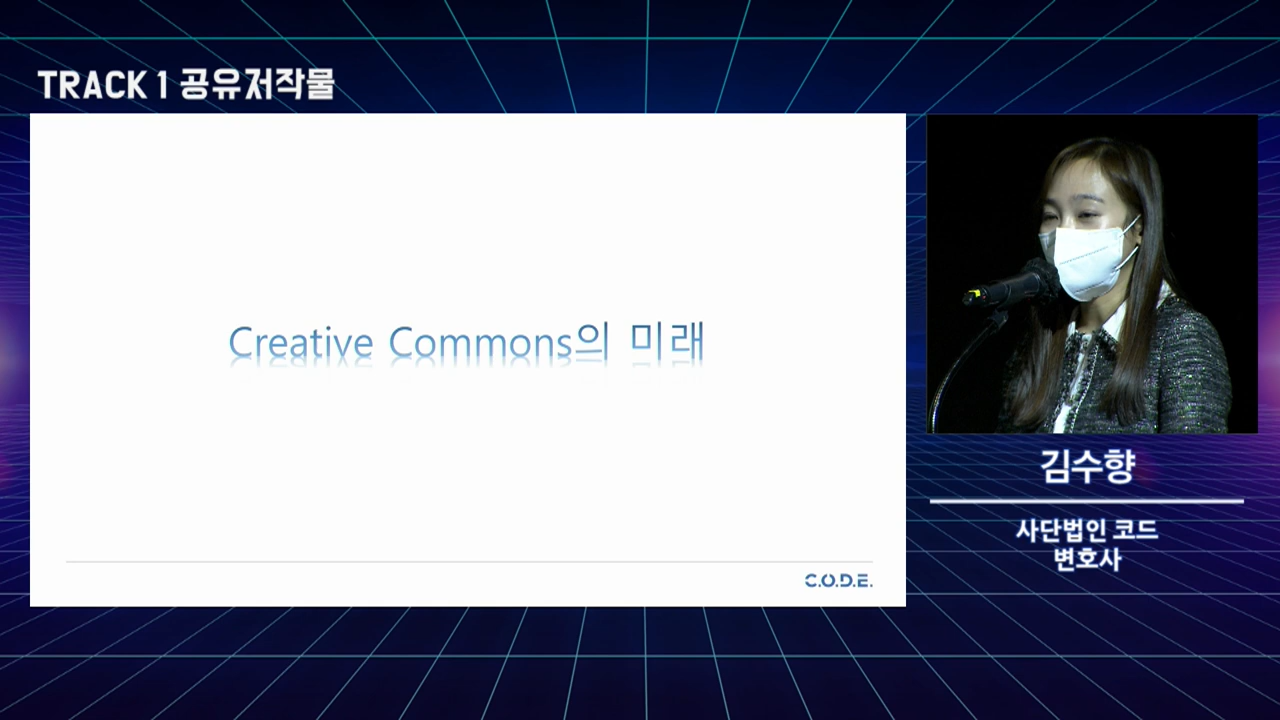 TRACK 1 공유저작물
Creative Commons의 미래
C.O.D.E.
김수향
사단법인 코드
변호사